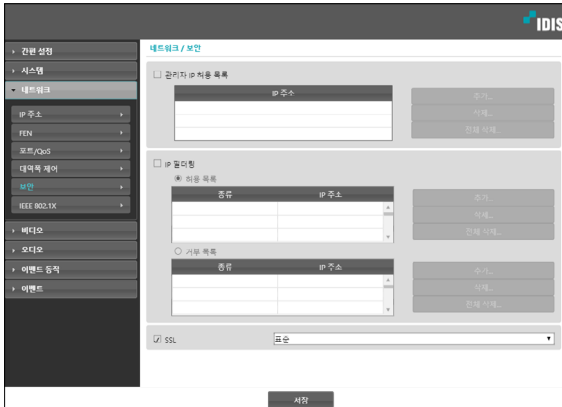 IDIS
간편 설정
시스템
네트워크
IP 주소
FEN
포트/QoS
대역폭 제어
보안
IEEE 802.1X
비디오
오디오
이벤트 동작
이벤트
네트워크 / 보안
관리자 IP 허용 목록
IP 주소
추가...
삭제...
전체 삭제...
IP 필터링
허용 목록
종류 IP 주소
추가...
삭제...
전체 삭제...
거부 목록
종류 IP 주소
추가...
삭제...
전체 삭제...
SSL 표준
저장